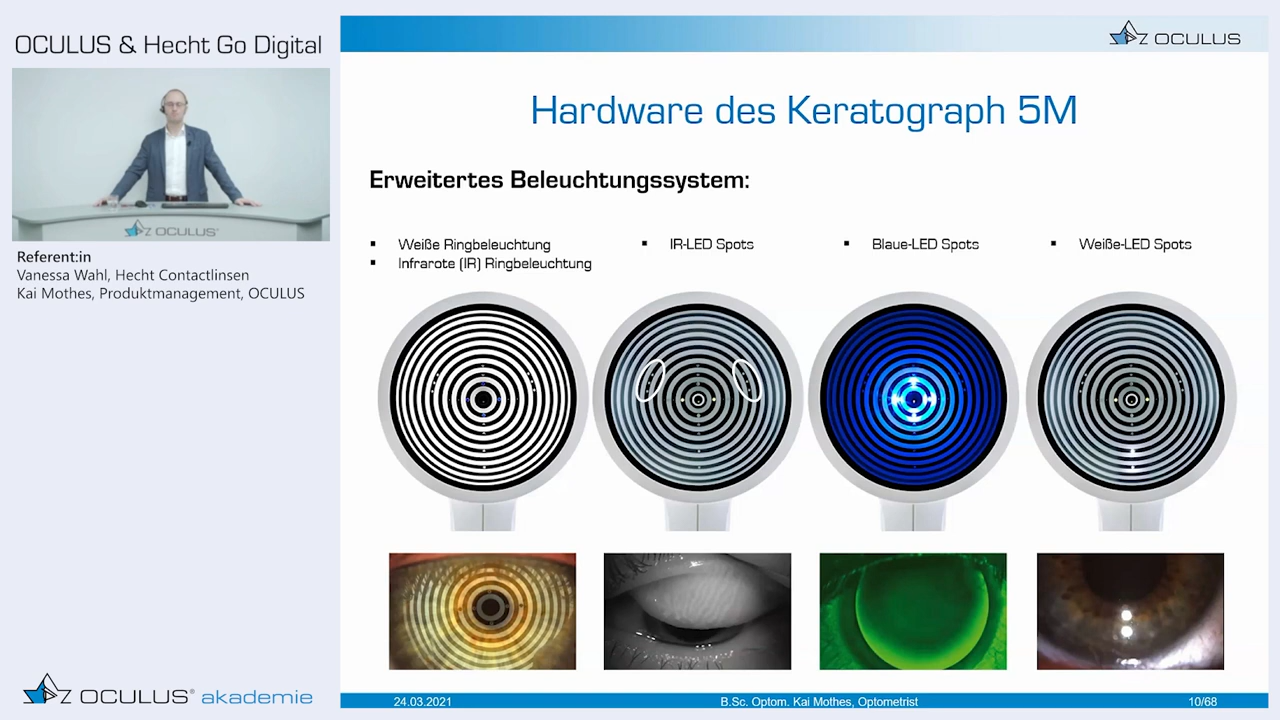 OCULUS & Hecht Go Digital
OCULUS
Referent:in
Vanessa Wahl, Hecht Contactlinsen
Kai Mothes, Produktmanagement, OCULUS
OCULUS® akademie
OCULUS
Hardware des Keratograph 5M
Erweitertes Beleuchtungssystem:
▪ Weiße Ringbeleuchtung
▪ Infrarote (IR) Ringbeleuchtung
▪ IR-LED Spots
▪ Blaue-LED Spots
▪ Weiße-LED Spots
24.03.2021 B.Sc. Optom. Kai Mothes, Optometrist 10/68